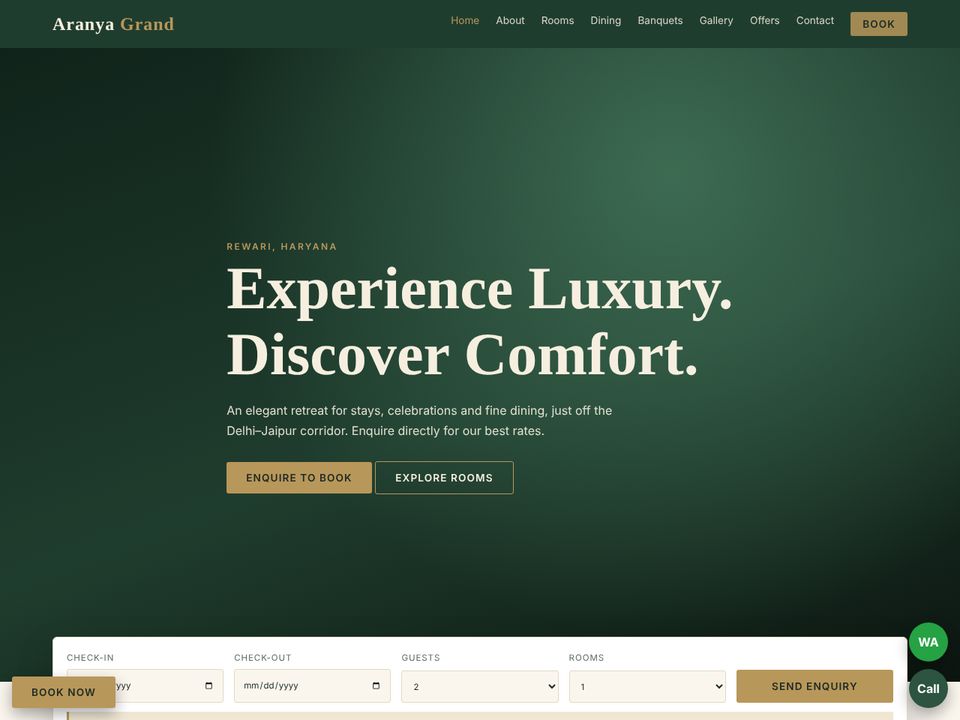 Aranya Grand
Home About Rooms Dining Banquets Gallery Offers Contact BOOK
REWARI, HARYANA
Experience Luxury.
Discover Comfort.
An elegant retreat for stays, celebrations and fine dining, just off the
Delhi–Jaipur corridor. Enquire directly for our best rates.
ENQUIRE TO BOOK EXPLORE ROOMS
WA
CHECK-IN CHECK-OUT GUESTS ROOMS
mm/dd/yyyy 2 1 SEND ENQUIRY
BOOK NOW
Call